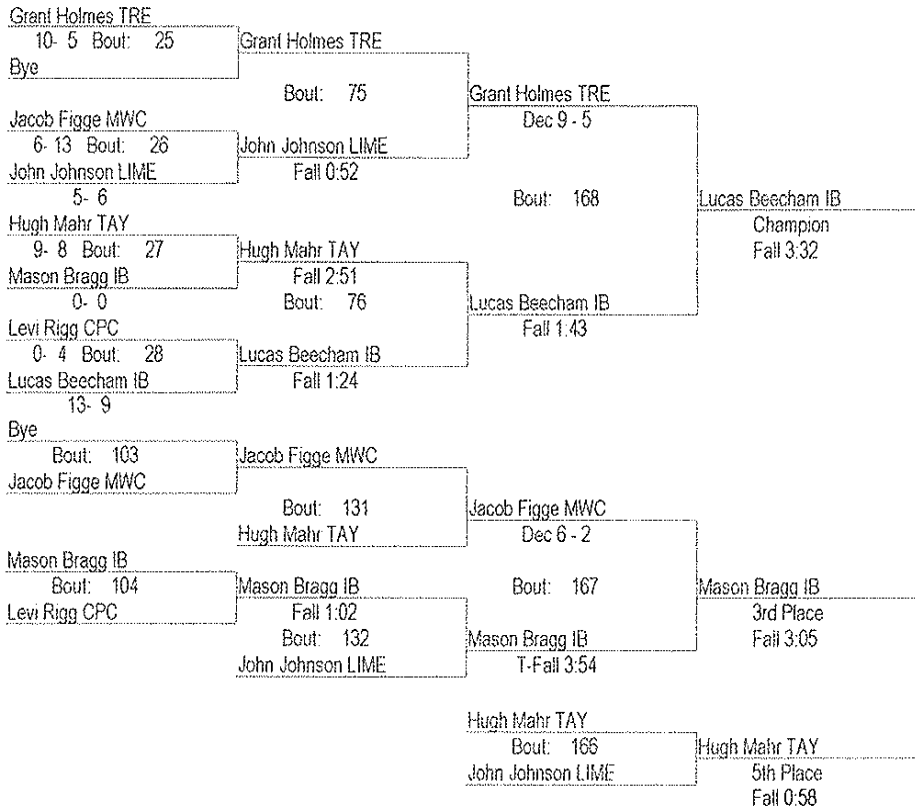 Grant Holmes TRE
10- 5 Bout: 25
Bye
Grant Holmes TRE
Bout: 75
Jacob Figge MWC
6- 13 Bout: 26
John Johnson LIME
5- 6
John Johnson LIME
Fall 0:52
Grant Holmes TRE
Dec 9 - 5
Bout: 168
Hugh Mahr TAY
9- 8 Bout: 27
Mason Bragg IB
0- 0
Hugh Mahr TAY
Fall 2:51
Bout: 76
Levi Rigg CPC
0- 4 Bout: 28
Lucas Beecham IB
13- 9
Lucas Beecham IB
Fall 1:24
Lucas Beecham IB
Fall 1:43
Lucas Beecham IB
Champion
Fall 3:32
Bye
Bout: 103
Jacob Figge MWC
Jacob Figge MWC
Bout: 131
Hugh Mahr TAY
Jacob Figge MWC
Dec 6 - 2
Bout: 167
Mason Bragg IB
Bout: 104
Levi Rigg CPC
Mason Bragg IB
Fall 1:02
Bout: 132
John Johnson LIME
Mason Bragg IB
T-Fall 3:54
Mason Bragg IB
3rd Place
Fall 3:05
Hugh Mahr TAY
Bout: 166
John Johnson LIME
Hugh Mahr TAY
5th Place
Fall 0:58